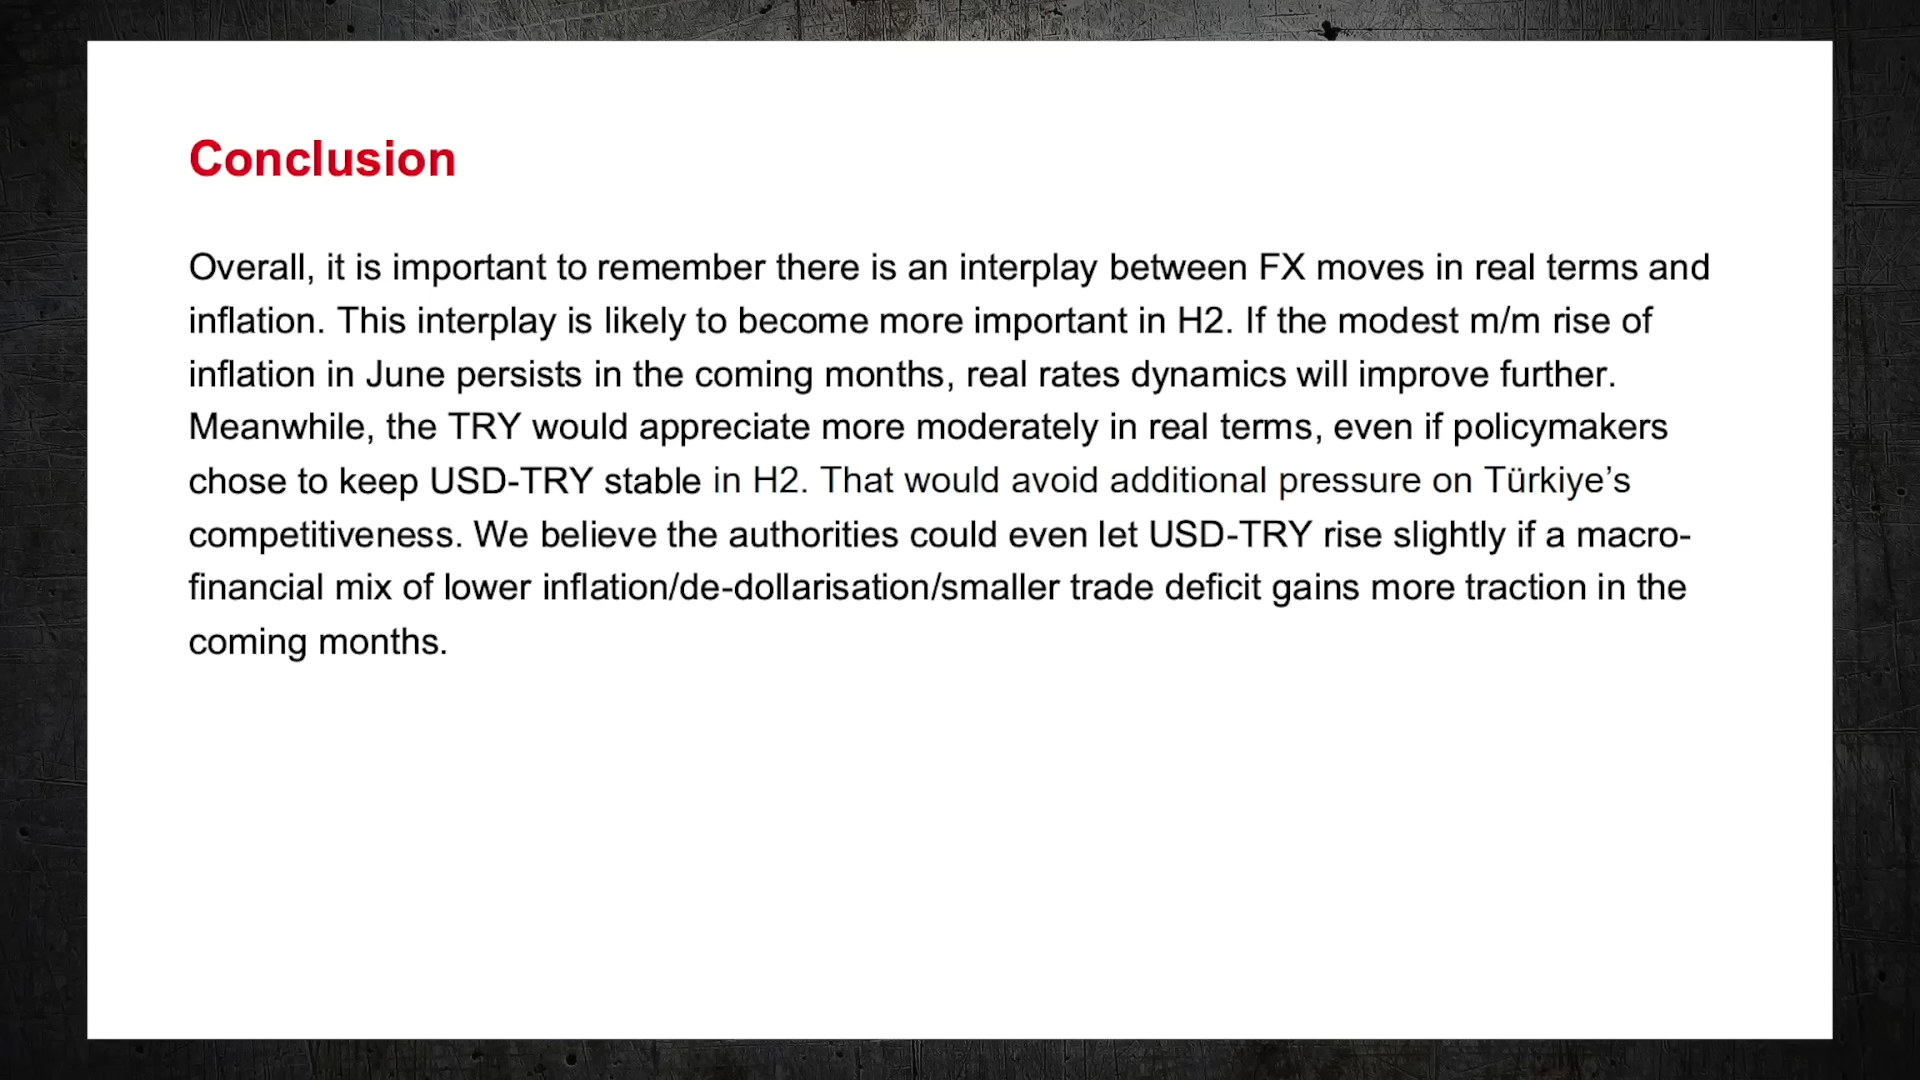 Conclusion
Overall, it is important to remember there is an interplay between FX moves in real terms and
inflation. This interplay is likely to become more important in H2. If the modest m/m rise of
inflation in June persists in the coming months, real rates dynamics will improve further.
Meanwhile, the TRY would appreciate more moderately in real terms, even if policymakers
chose to keep USD-TRY stable in H2. That would avoid additional pressure on Türkiye’s
competitiveness. We believe the authorities could even let USD-TRY rise slightly if a macro-
financial mix of lower inflation/de-dollarisation/smaller trade deficit gains more traction in the
coming months.